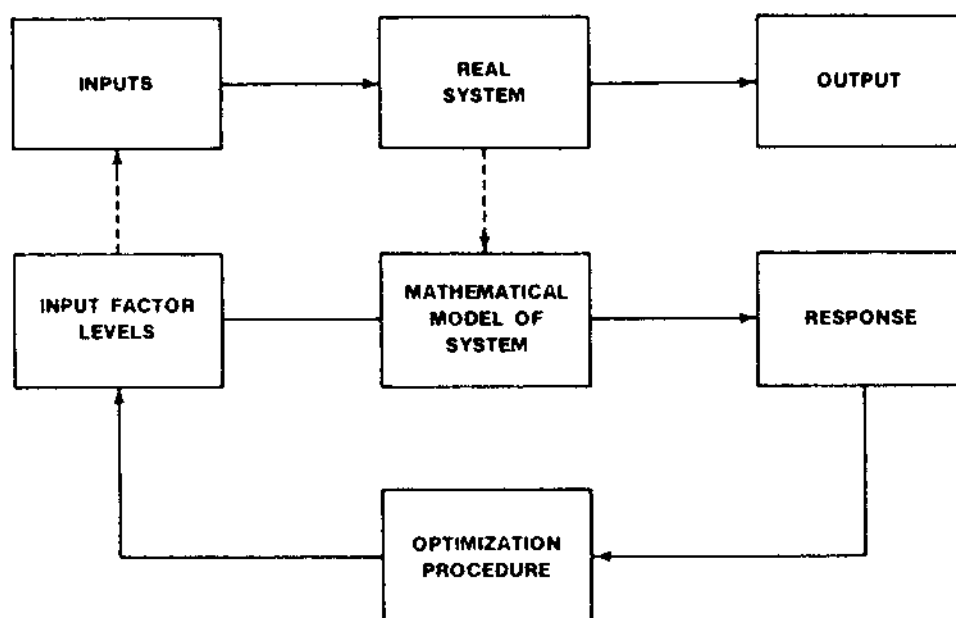 INPUTS
REAL
SYSTEM
OUTPUT
INPUT FACTOR
LEVELS
MATHEMATICAL
MODEL OF
SYSTEM
RESPONSE
OPTIMIZATION
PROCEDURE